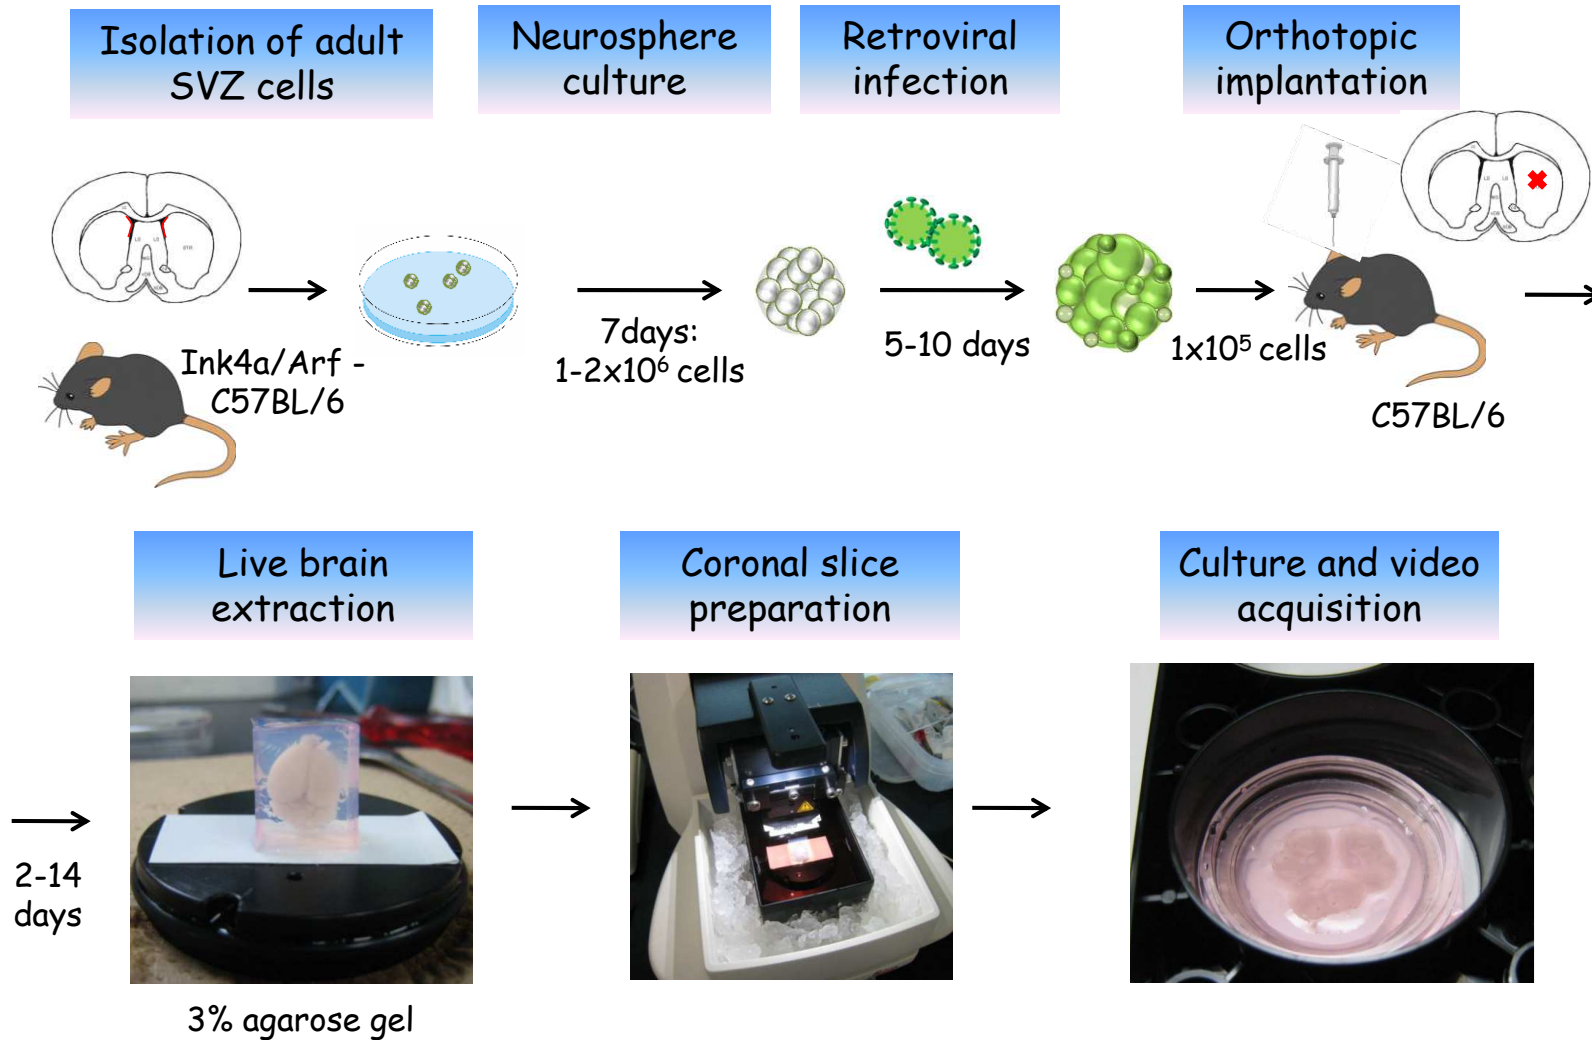 Isolation of adult
SVZ cells
Neurosphere
culture
Retroviral
infection
Orthotopic
implantation
Ink4a/Arf -
C57BL/6
7days:
1-2x10⁶ cells
5-10 days
1x10⁵ cells
C57BL/6
Live brain
extraction
Coronal slice
preparation
Culture and video
acquisition
2-14
days
3% agarose gel